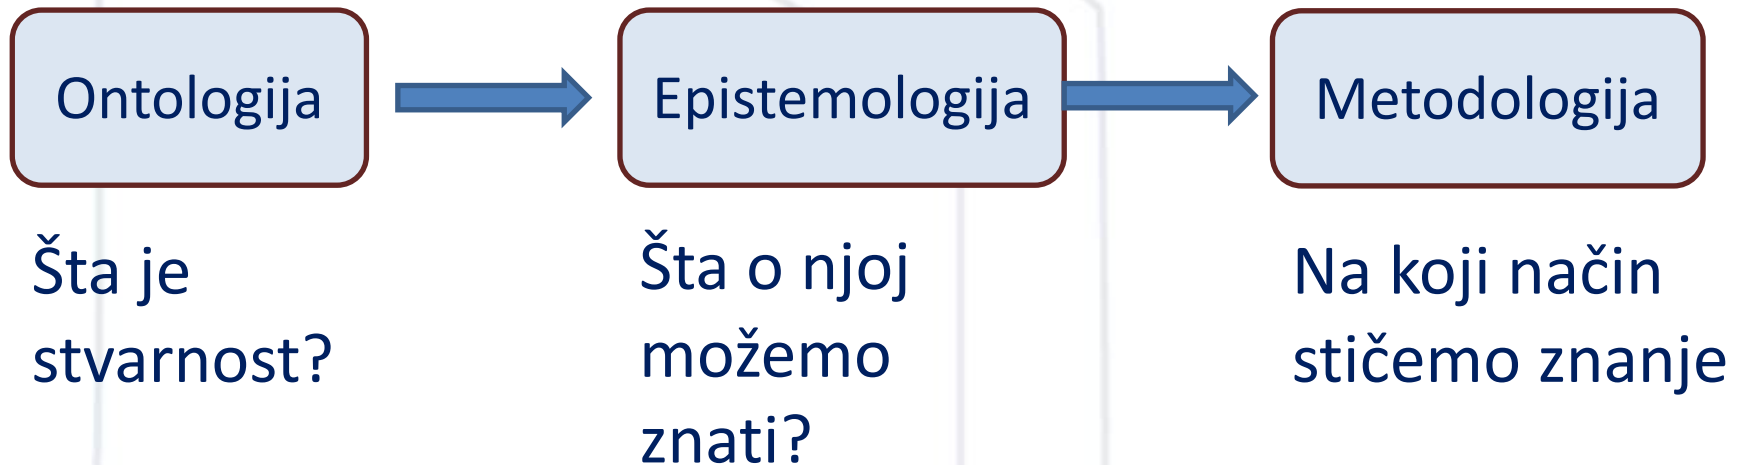 Ontologija
Epistemologija
Metodologija
Šta je
stvarnost?
Šta o njoj
možemo
znati?
Na koji način
stičemo znanje